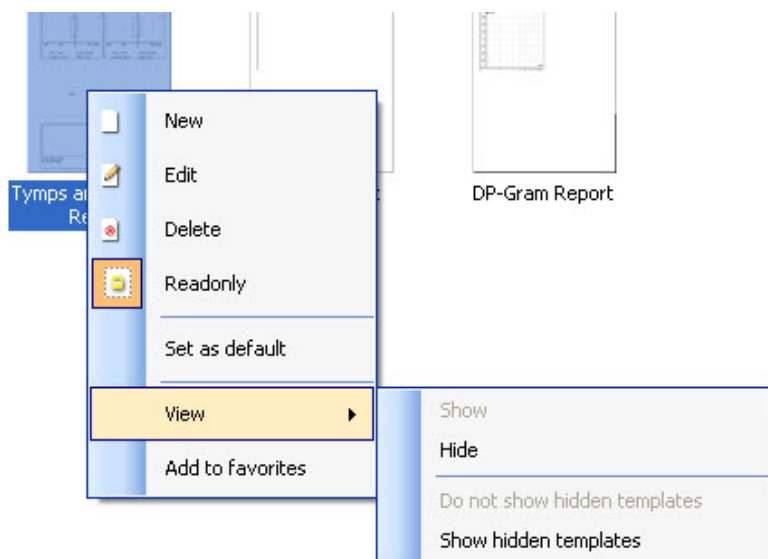 Tymps a
Re
DP-Gram Report
New
Edit
Delete
Readonly
Set as default
View
Add to favorites
Show
Hide
Do not show hidden templates
Show hidden templates